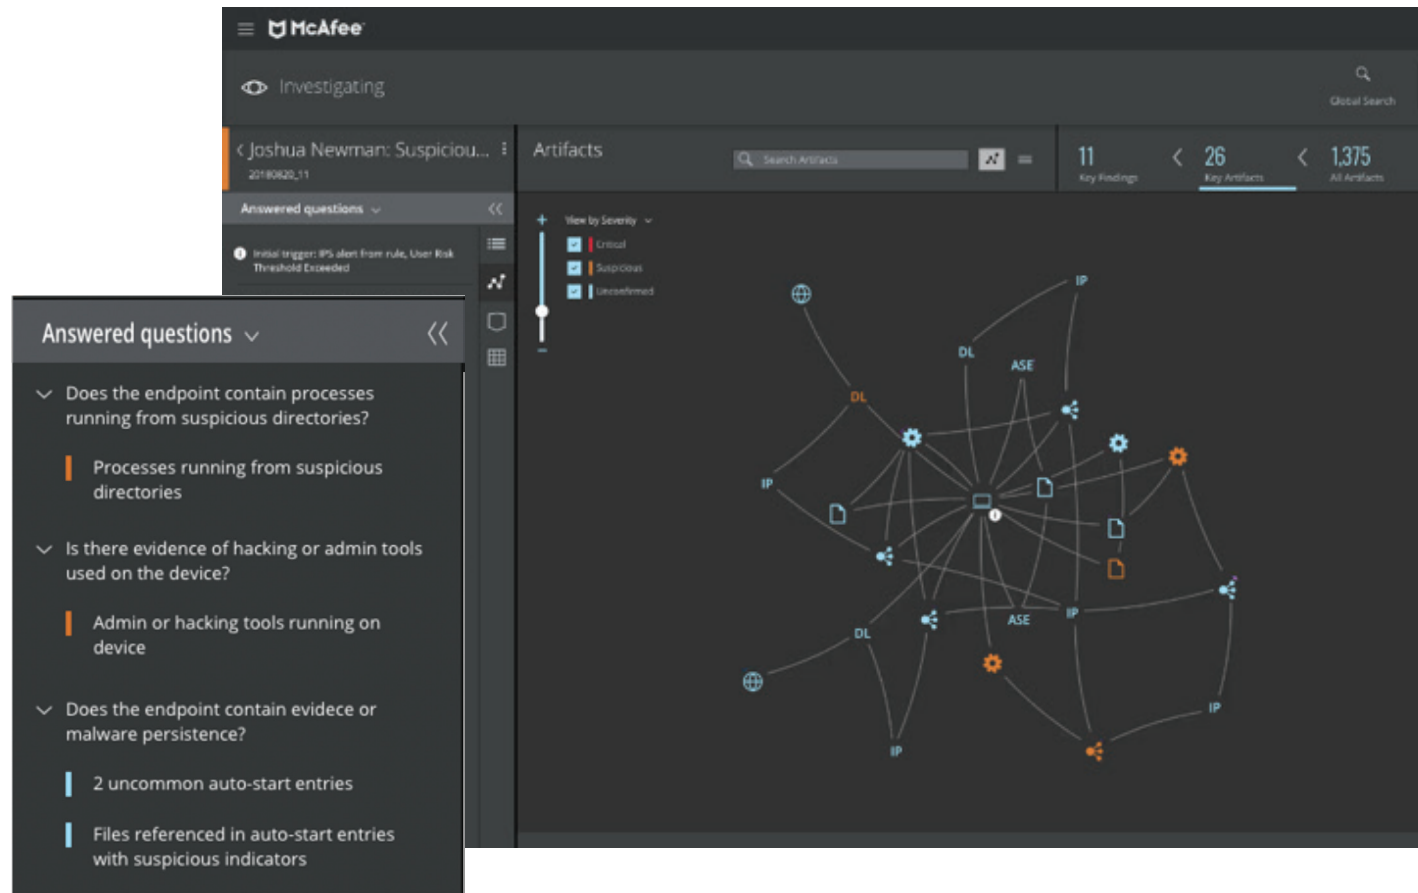 McAfee
Investigating
Global Search
Joshua Newman: Suspiciou...
20180820_11
Artifacts
Search Artifacts
11
Key Findings
26
Key Artifacts
1,375
All Artifacts
Answered questions
Initial trigger: IPS alert from rule, User Risk
Threshold Exceeded
View by Severity
Critical
Suspicious
Unconfirmed
Answered questions
Does the endpoint contain processes
running from suspicious directories?
Processes running from suspicious
directories
Is there evidence of hacking or admin tools
used on the device?
Admin or hacking tools running on
device
Does the endpoint contain evidece or
malware persistence?
2 uncommon auto-start entries
Files referenced in auto-start entries
with suspicious indicators
IP
DL
ASE
DL
IP
IP
ASE
DL
IP
IP